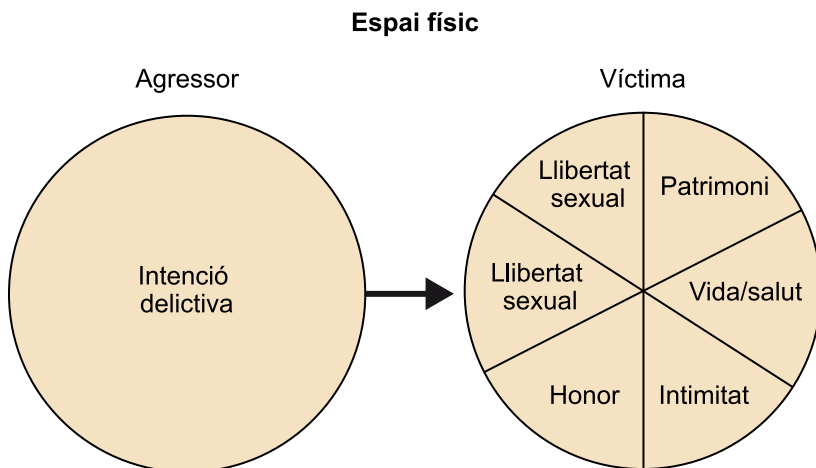 Espai físic
Agressor
Víctima
Intenció
delictiva
Llibertat
sexual
Patrimoni
Llibertat
sexual
Vida/salut
Honor
Intimitat